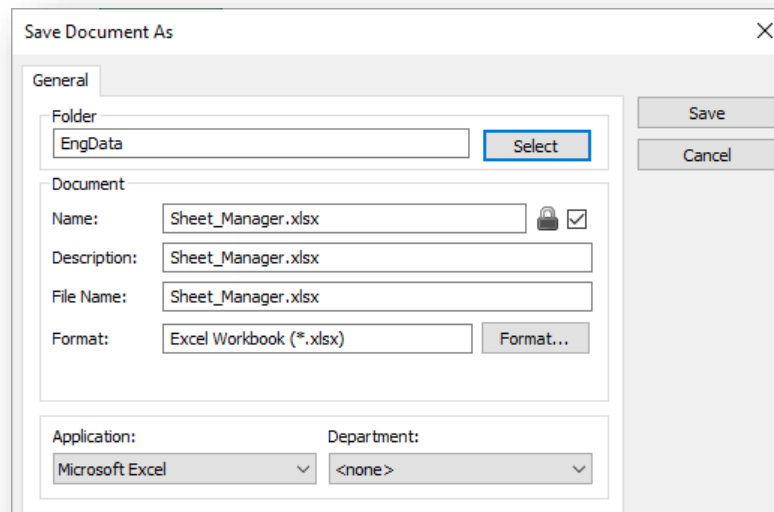 Save Document As
General
Folder
EngData
Select
Save
Cancel
Document
Name:
Sheet_Manager.xlsx
Description:
Sheet_Manager.xlsx
File Name:
Sheet_Manager.xlsx
Format:
Excel Workbook (*.xlsx)
Format...
Application:
Department:
Microsoft Excel
<none>